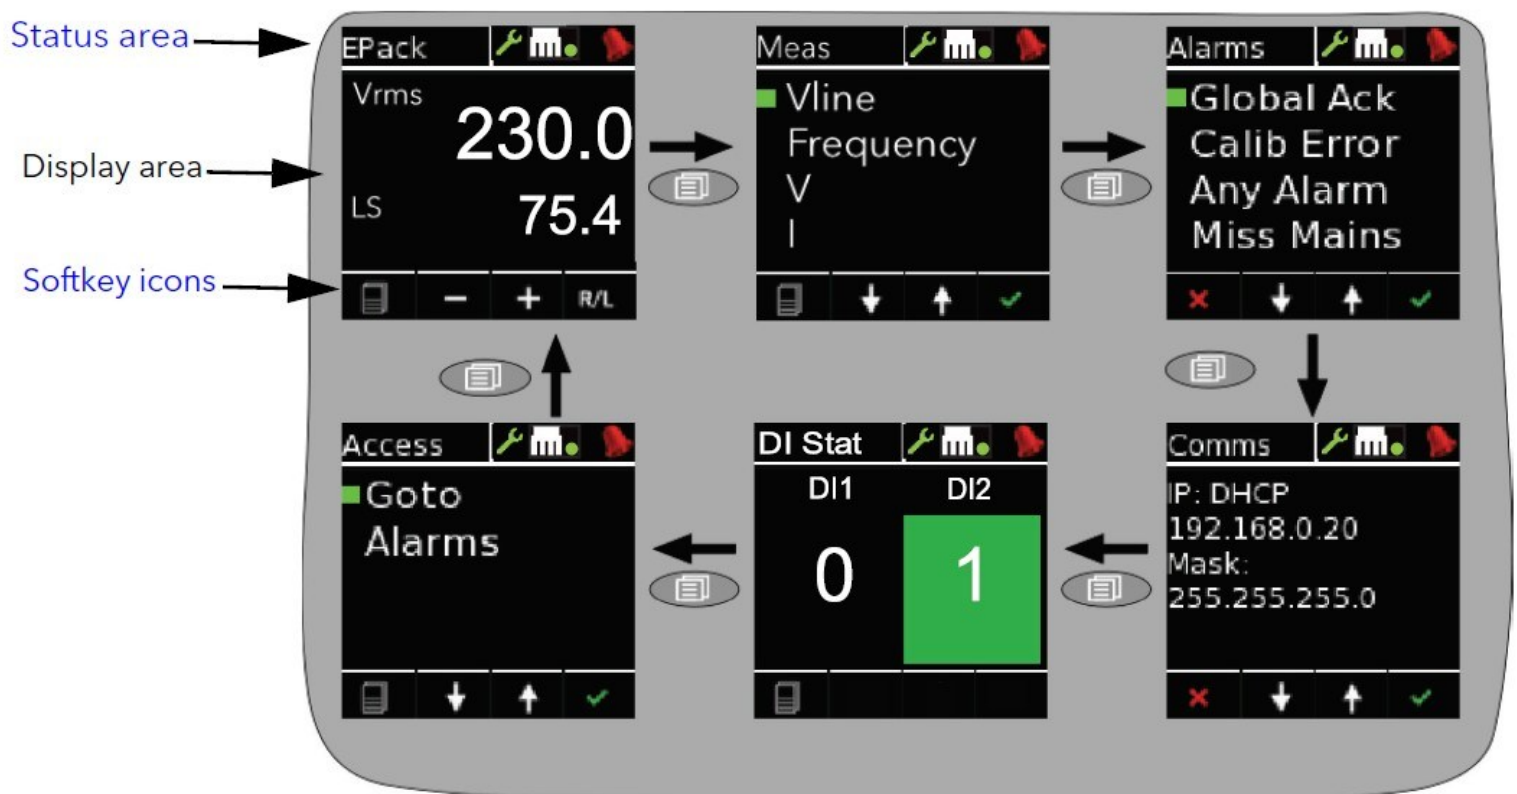 Status area
Display area
Softkey icons
EPack
Vrms
230.0
LS
75.4
R/L
Meas
Vline
Frequency
V
I
Alarms
Global Ack
Calib Error
Any Alarm
Miss Mains
Comms
IP: DHCP
192.168.0.20
Mask:
255.255.255.0
DI Stat
DI1 DI2
0 1
Access
Goto
Alarms